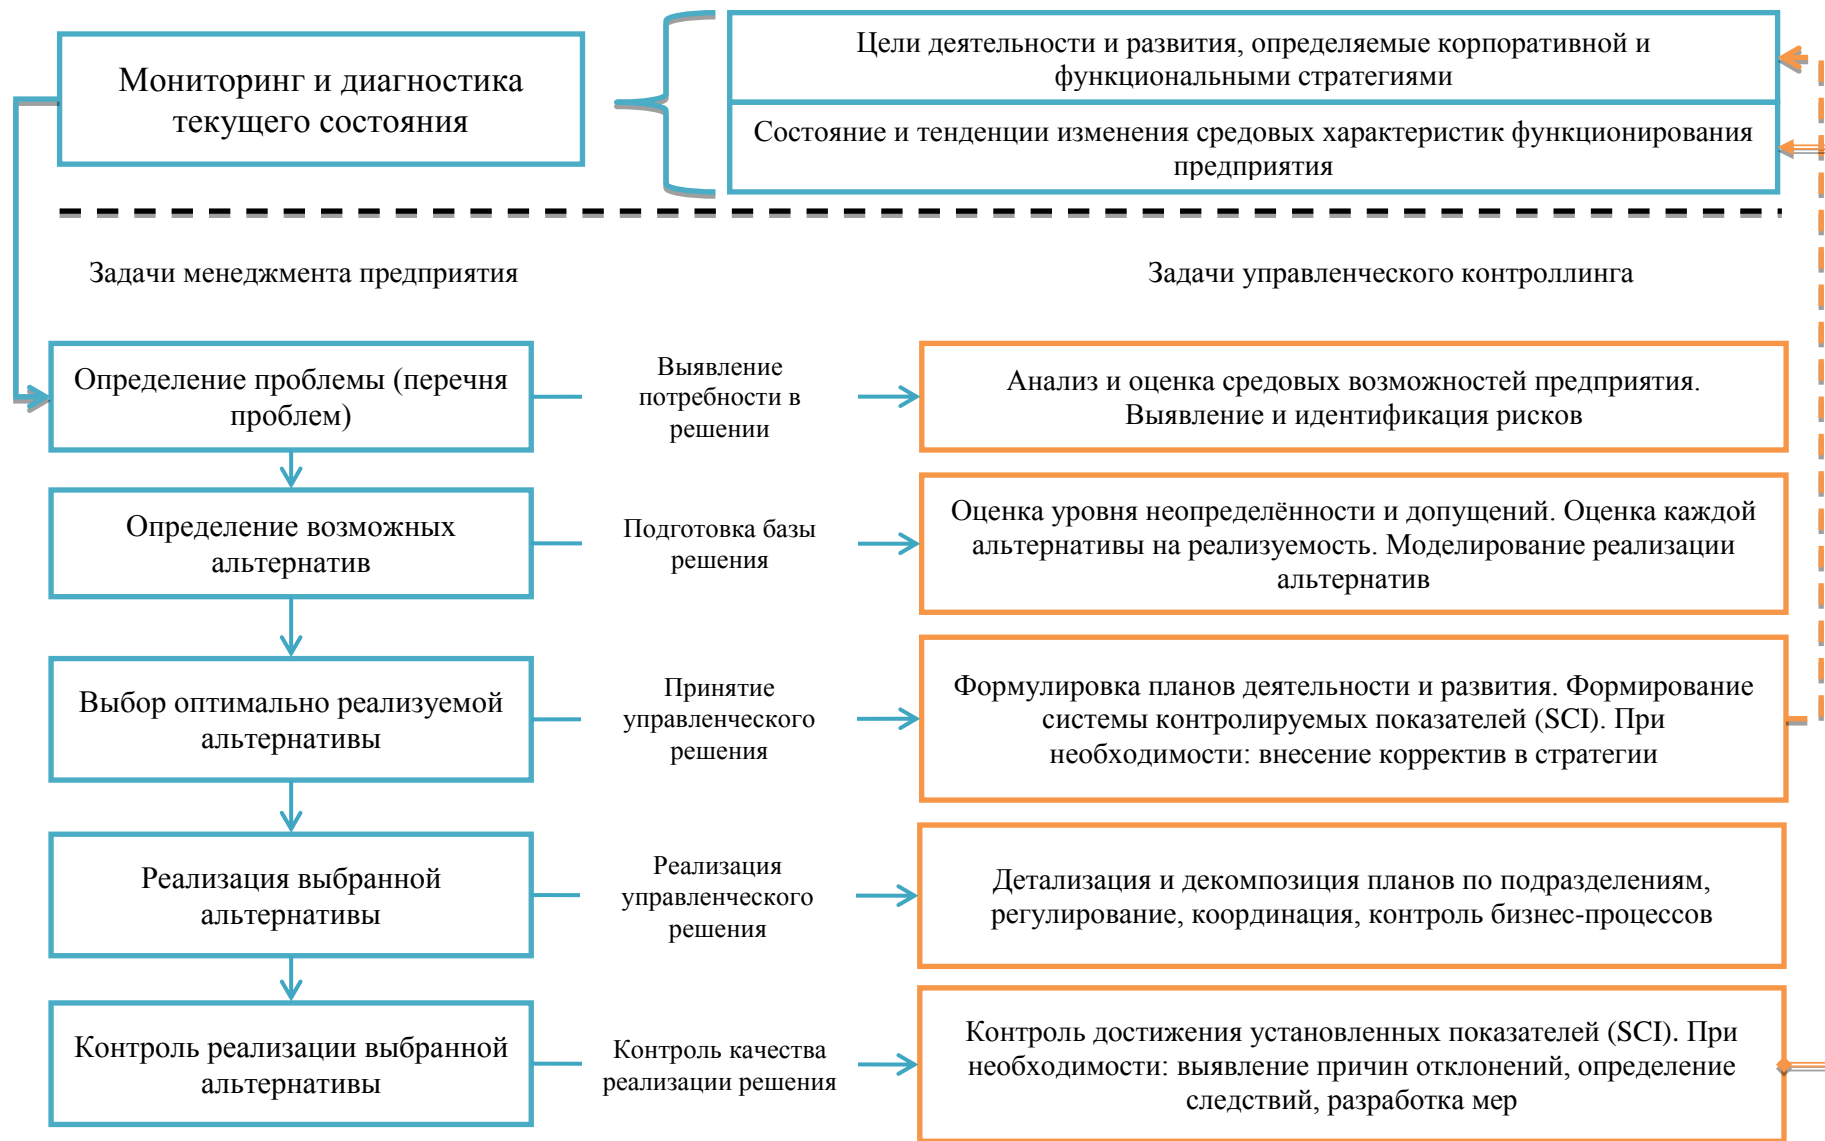 Мониторинг и диагностика
текущего состояния
Цели деятельности и развития, определяемые корпоративной и
функциональными стратегиями
Состояние и тенденции изменения средовых характеристик функционирования
предприятия
Задачи менеджмента предприятия
Задачи управленческого контроллинга
Определение проблемы (перечня
проблем)
Выявление
потребности в
решении
Анализ и оценка средовых возможностей предприятия.
Выявление и идентификация рисков
Определение возможных
альтернатив
Подготовка базы
решения
Оценка уровня неопределённости и допущений. Оценка каждой
альтернативы на реализуемость. Моделирование реализации
альтернатив
Выбор оптимально реализуемой
альтернативы
Принятие
управленческого
решения
Формулировка планов деятельности и развития. Формирование
системы контролируемых показателей (SCI). При
необходимости: внесение корректив в стратегии
Реализация выбранной
альтернативы
Реализация
управленческого
решения
Детализация и декомпозиция планов по подразделениям,
регулирование, координация, контроль бизнес-процессов
Контроль реализации выбранной
альтернативы
Контроль качества
реализации решения
Контроль достижения установленных показателей (SCI). При
необходимости: выявление причин отклонений, определение
следствий, разработка мер